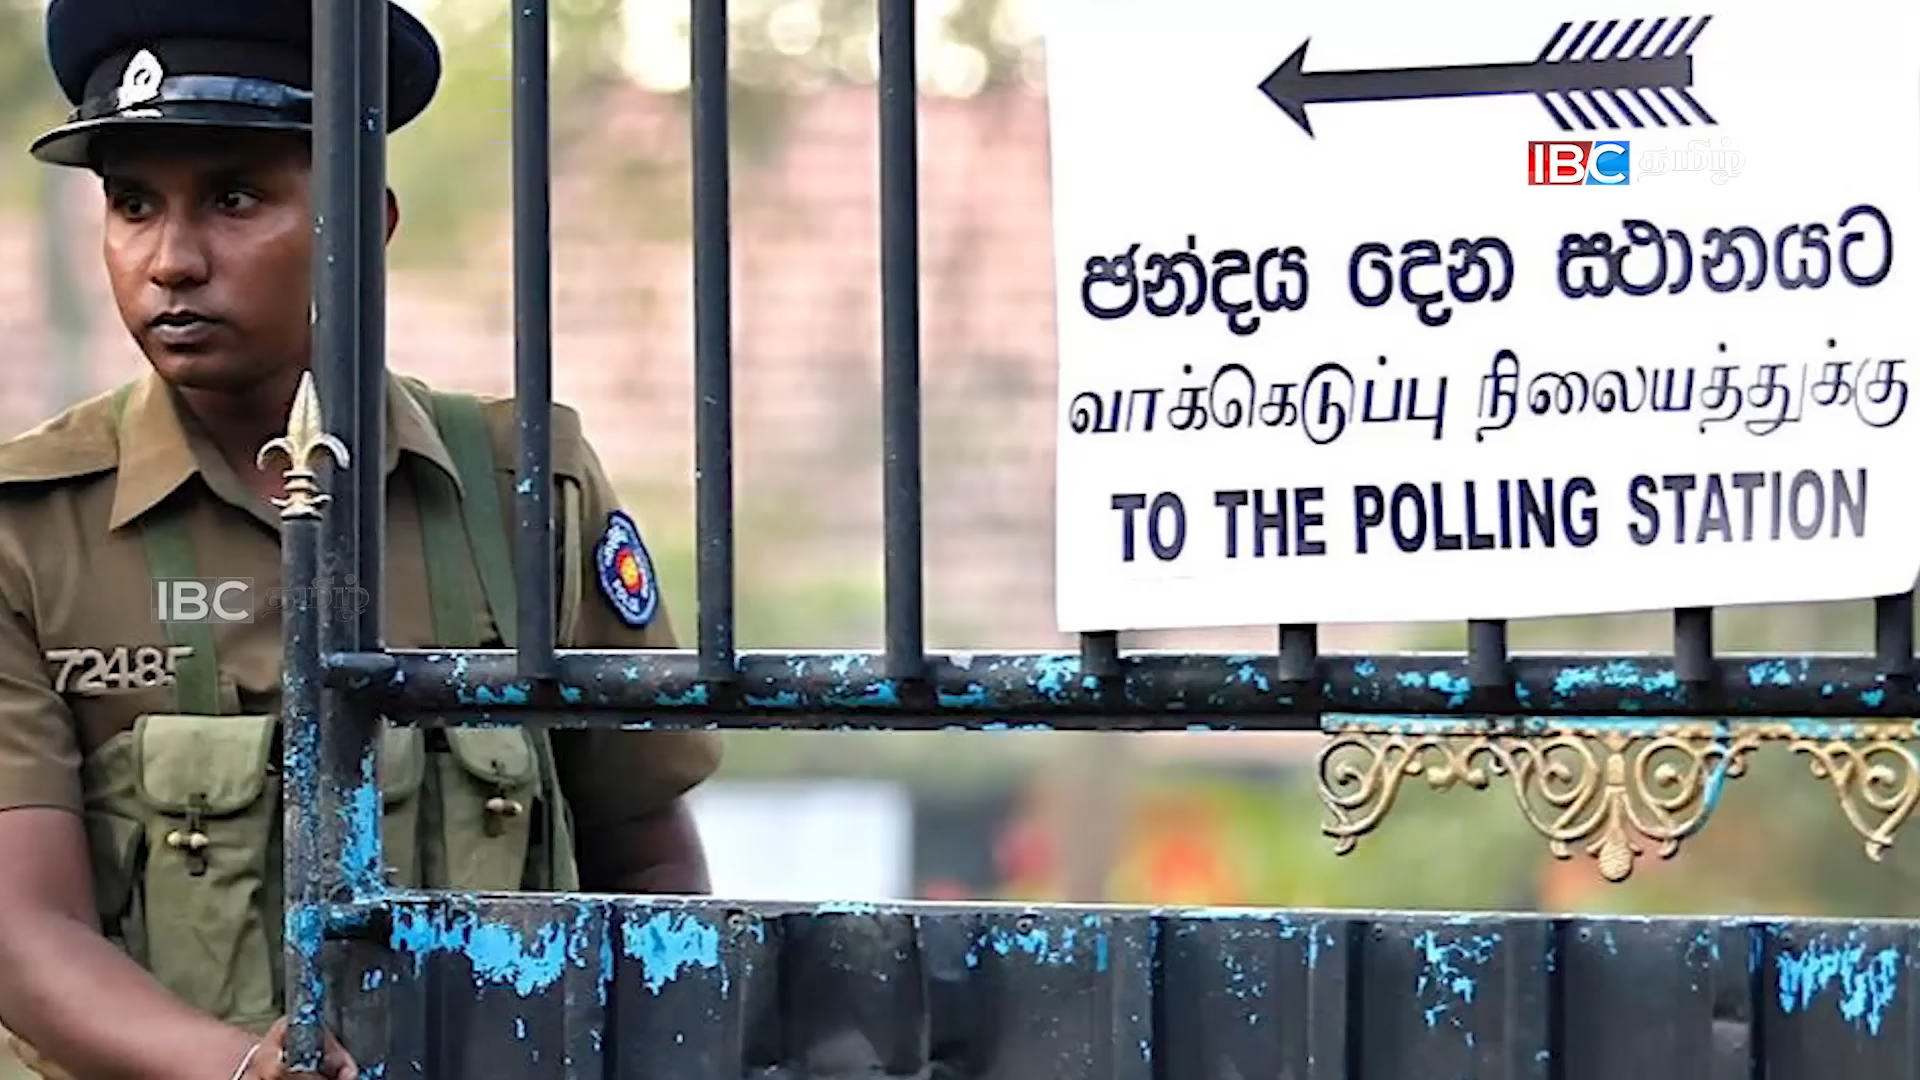 IBC தமிழ்
ඡන්දය දෙන ස්ථානයට
வாக்கெடுப்பு நிலையத்துக்கு
TO THE POLLING STATION
IBC தமிழ்
72485